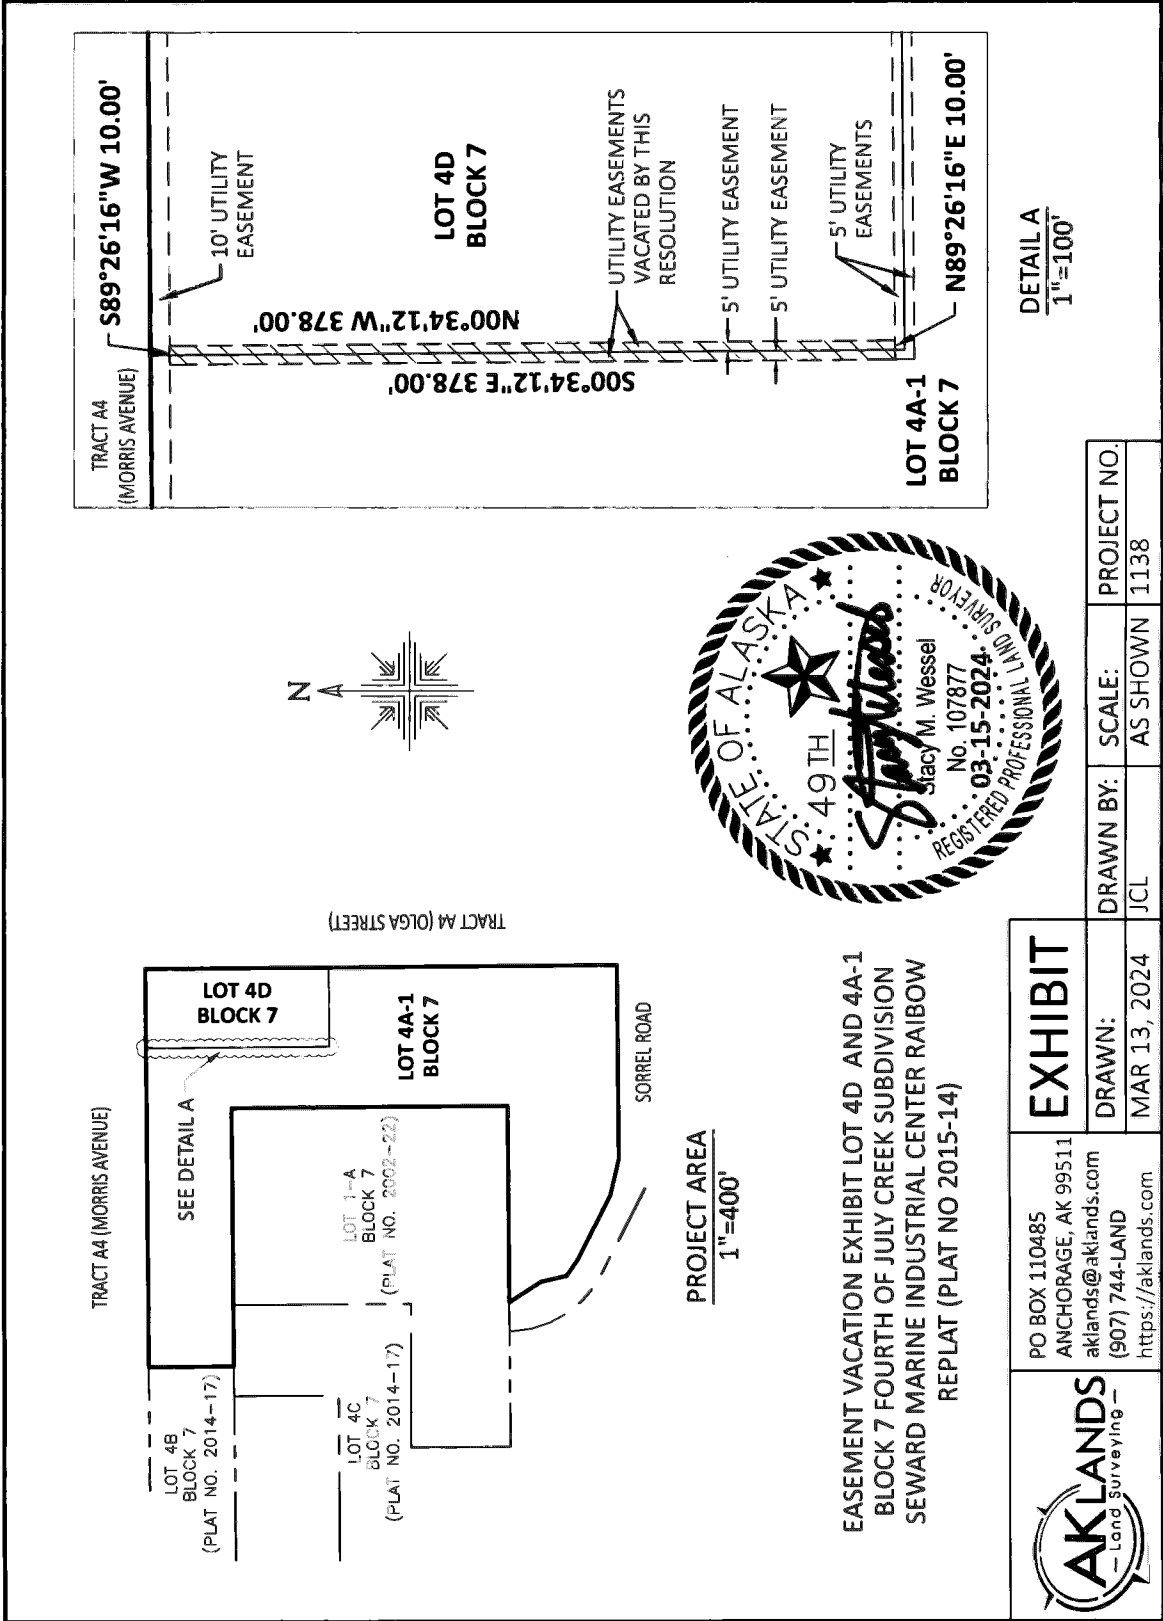 TRACT A4 (MORRIS AVENUE)
LOT 4B
BLOCK 7
(PLAT NO. 2014-17)
LOT 4C
BLOCK 7
(PLAT NO. 2014-17)
LOT 1-A
BLOCK 7
(PLAT NO. 2002-22)
SEE DETAIL A
LOT 4D
BLOCK 7
LOT 4A-1
BLOCK 7
TRACT A4 (OLGA STREET)
SORREL ROAD
PROJECT AREA
1"=400'
N
TRACT A4
(MORRIS AVENUE)
S89°26'16"W 10.00'
10' UTILITY
EASEMENT
LOT 4D
BLOCK 7
N00°34'12"W 378.00'
S00°34'12"E 378.00'
UTILITY EASEMENTS
VACATED BY THIS
RESOLUTION
5' UTILITY EASEMENT
5' UTILITY EASEMENT
5' UTILITY
EASEMENTS
LOT 4A-1
BLOCK 7
N89°26'16"E 10.00'
DETAIL A
1"=100'
EASEMENT VACATION EXHIBIT LOT 4D AND 4A-1
BLOCK 7 FOURTH OF JULY CREEK SUBDIVISION
SEWARD MARINE INDUSTRIAL CENTER RAIBOW
REPLAT (PLAT NO 2015-14)
STATE OF ALASKA
49TH
Stacy M. Wessel
No. 107877
03-15-2024
REGISTERED PROFESSIONAL LAND SURVEYOR
AKLANDS
— Land Surveying —
PO BOX 110485
ANCHORAGE, AK 99511
aklands@aklands.com
(907) 744-LAND
https://aklands.com
EXHIBIT
DRAWN:
MAR 13, 2024
DRAWN BY:
JCL
SCALE:
AS SHOWN
PROJECT NO.
1138